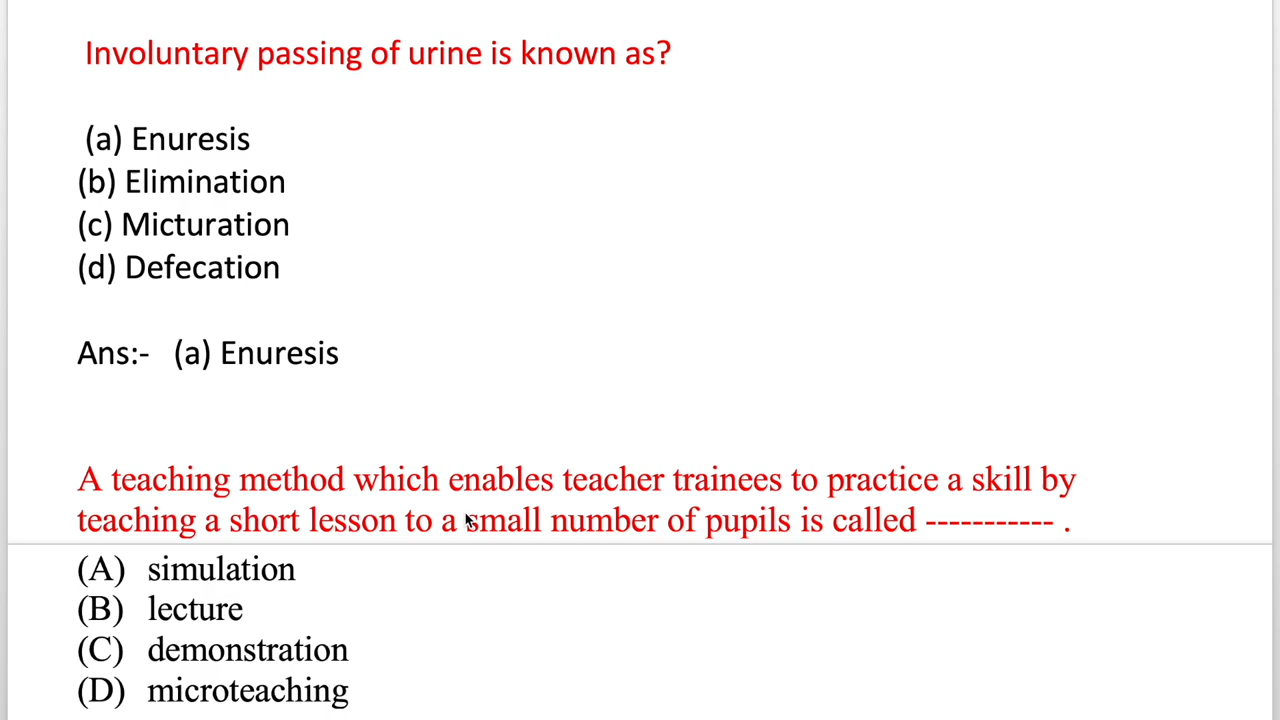 Involuntary passing of urine is known as?
(a) Enuresis
(b) Elimination
(c) Micturation
(d) Defecation
Ans:- (a) Enuresis
A teaching method which enables teacher trainees to practice a skill by
teaching a short lesson to a small number of pupils is called ----------- .
(A) simulation
(B) lecture
(C) demonstration
(D) microteaching